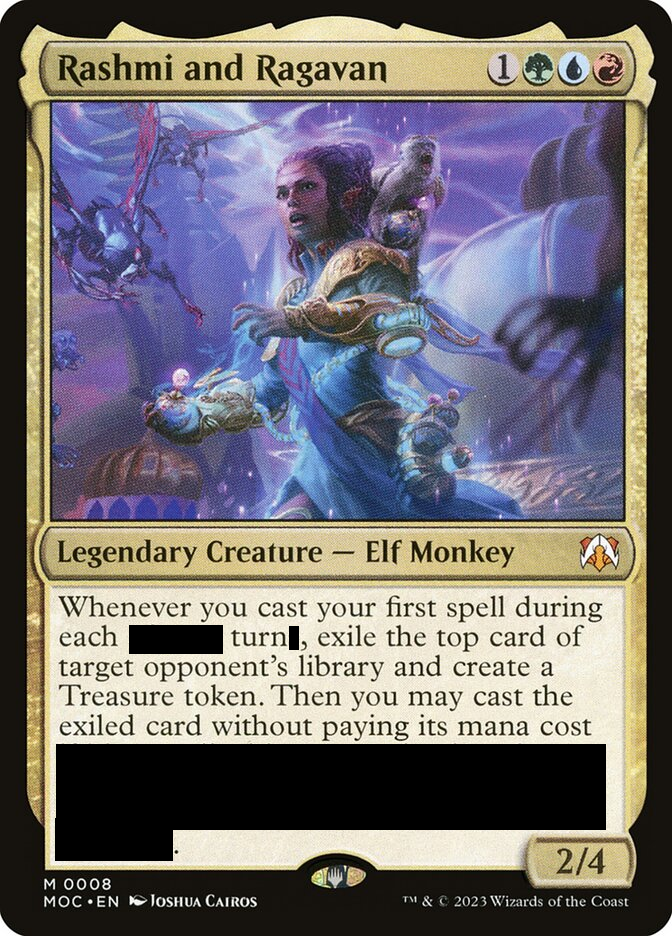 Rashmi and Ragavan 1
Legendary Creature — Elf Monkey
Whenever you cast your first spell during
each turn, exile the top card of
target opponent's library and create a
Treasure token. Then you may cast the
exiled card without paying its mana cost
.
2/4
M 0008
MOC • EN Joshua Cairos
™ & © 2023 Wizards of the Coast